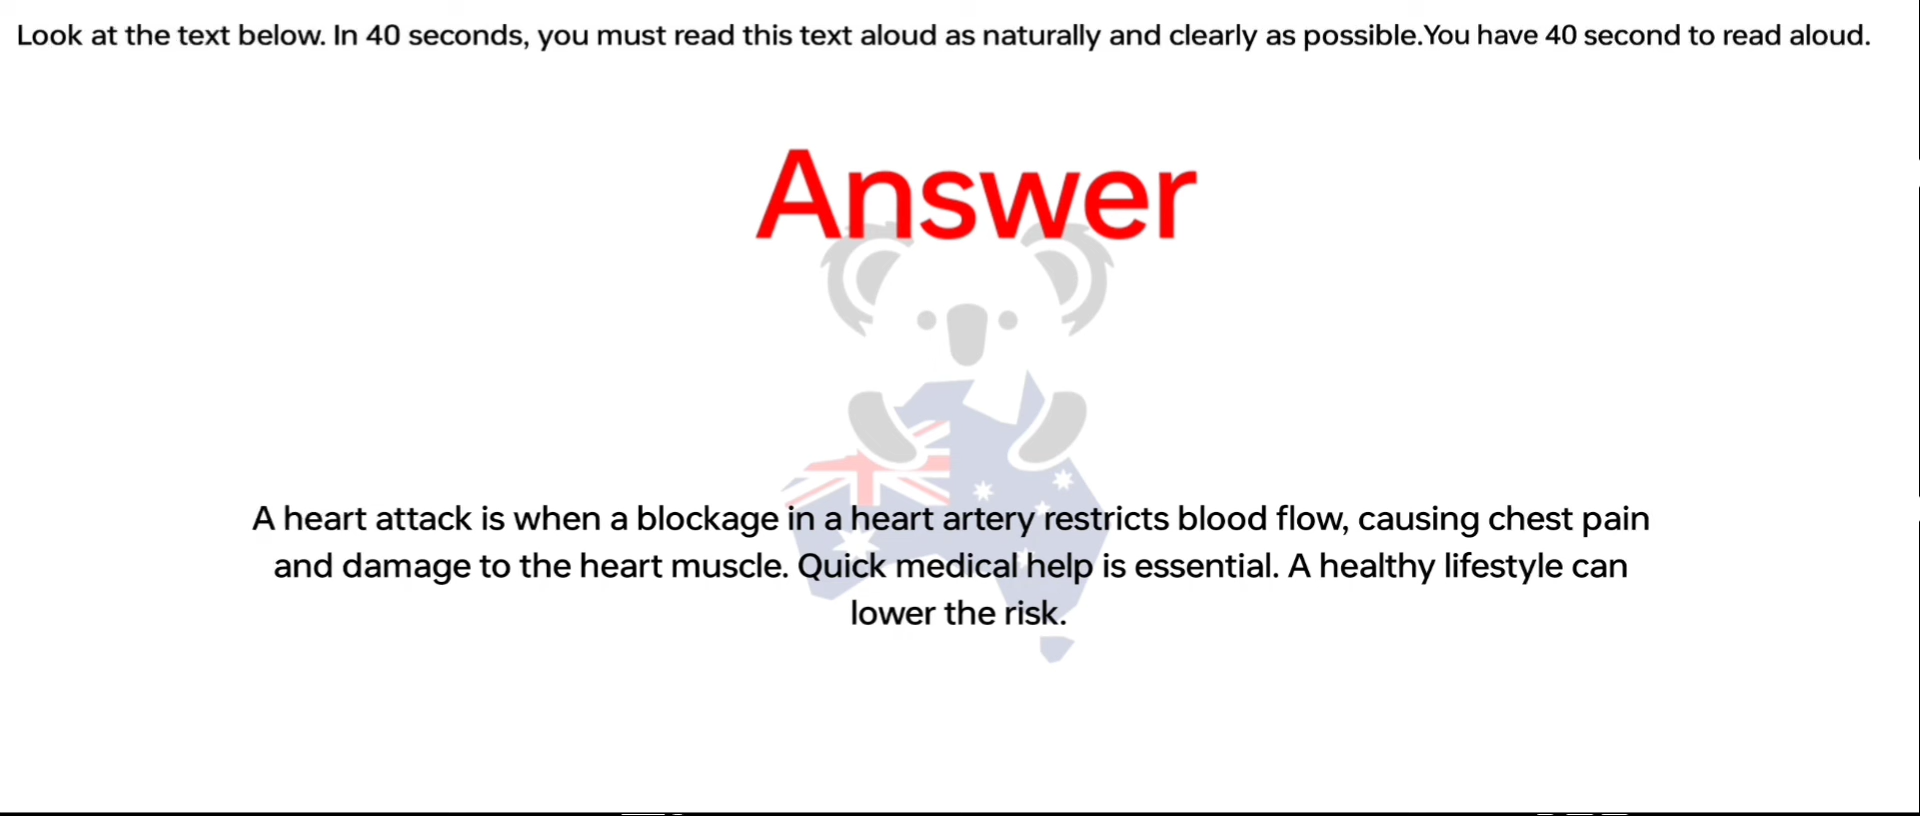 Look at the text below. In 40 seconds, you must read this text aloud as naturally and clearly as possible.You have 40 second to read aloud.
Answer
A heart attack is when a blockage in a heart artery restricts blood flow, causing chest pain
and damage to the heart muscle. Quick medical help is essential. A healthy lifestyle can
lower the risk.